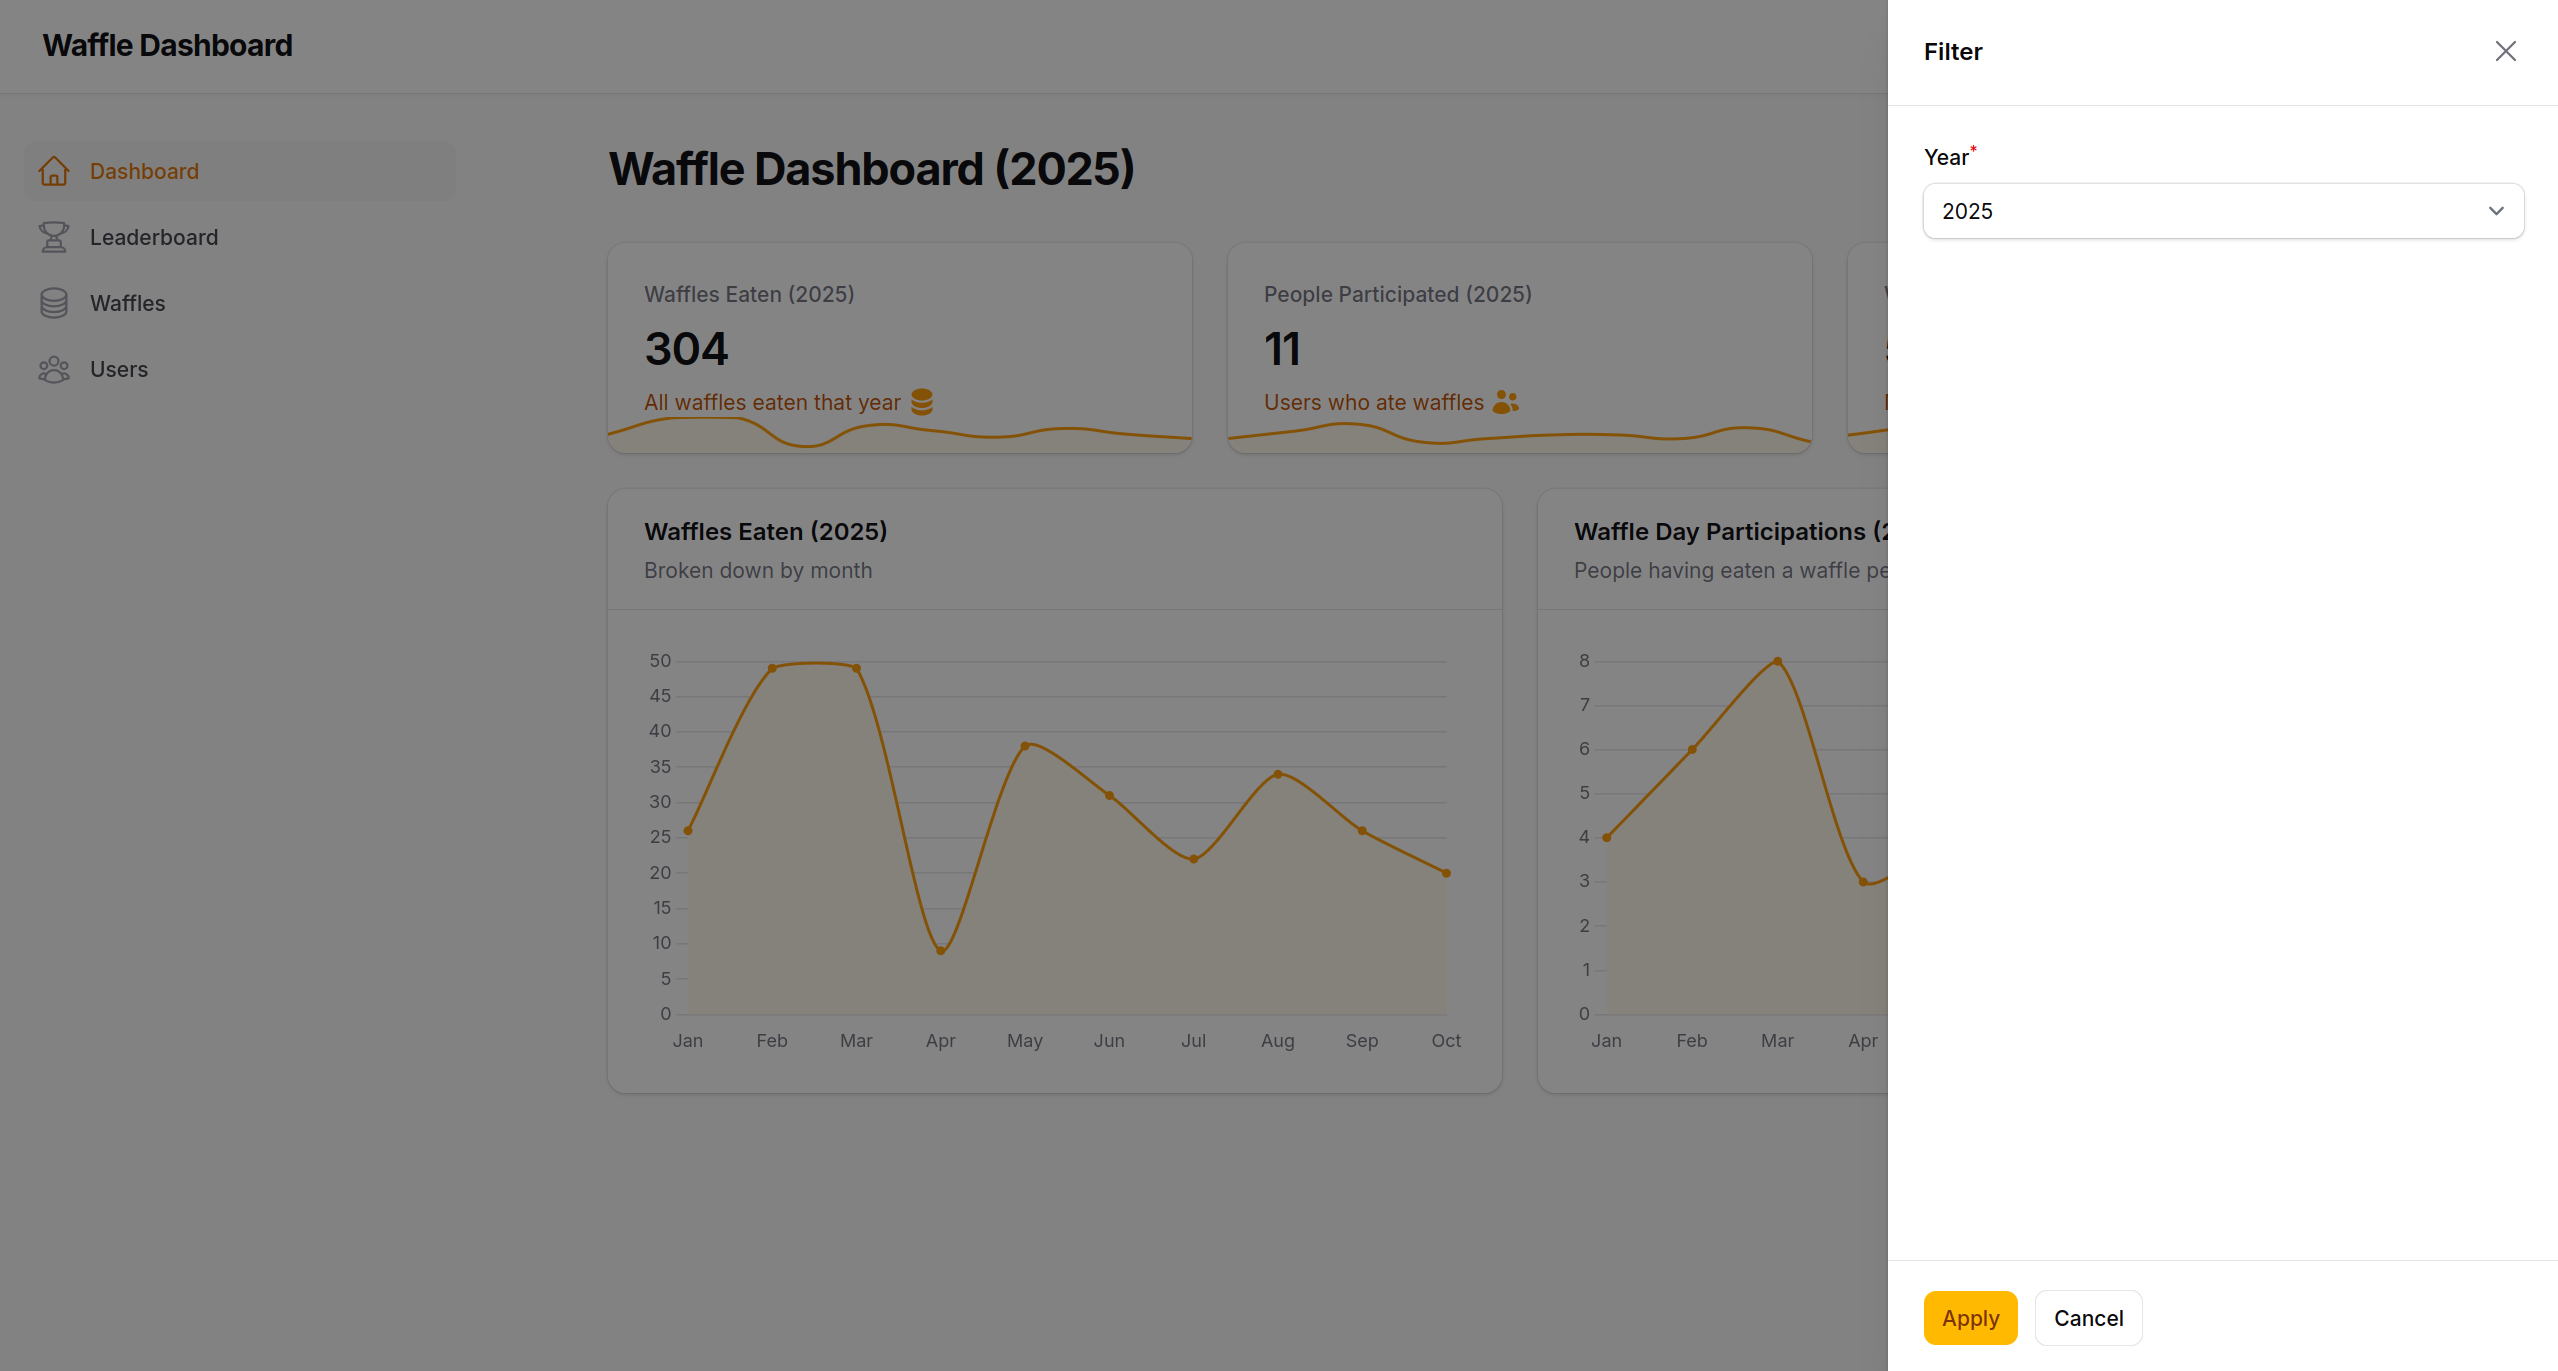 Waffle Dashboard
Dashboard
Leaderboard
Waffles
Users
Waffle Dashboard (2025)
Waffles Eaten (2025)
304
All waffles eaten that year
People Participated (2025)
11
Users who ate waffles
Waffles Eaten (2025)
Broken down by month
50
45
40
35
30
25
20
15
10
5
0
Jan Feb Mar Apr May Jun Jul Aug Sep Oct
Waffle Day Participations
People having eaten a waffle
8
7
6
5
4
3
2
1
0
Jan Feb Mar Apr
Filter
Year*
2025
Apply
Cancel